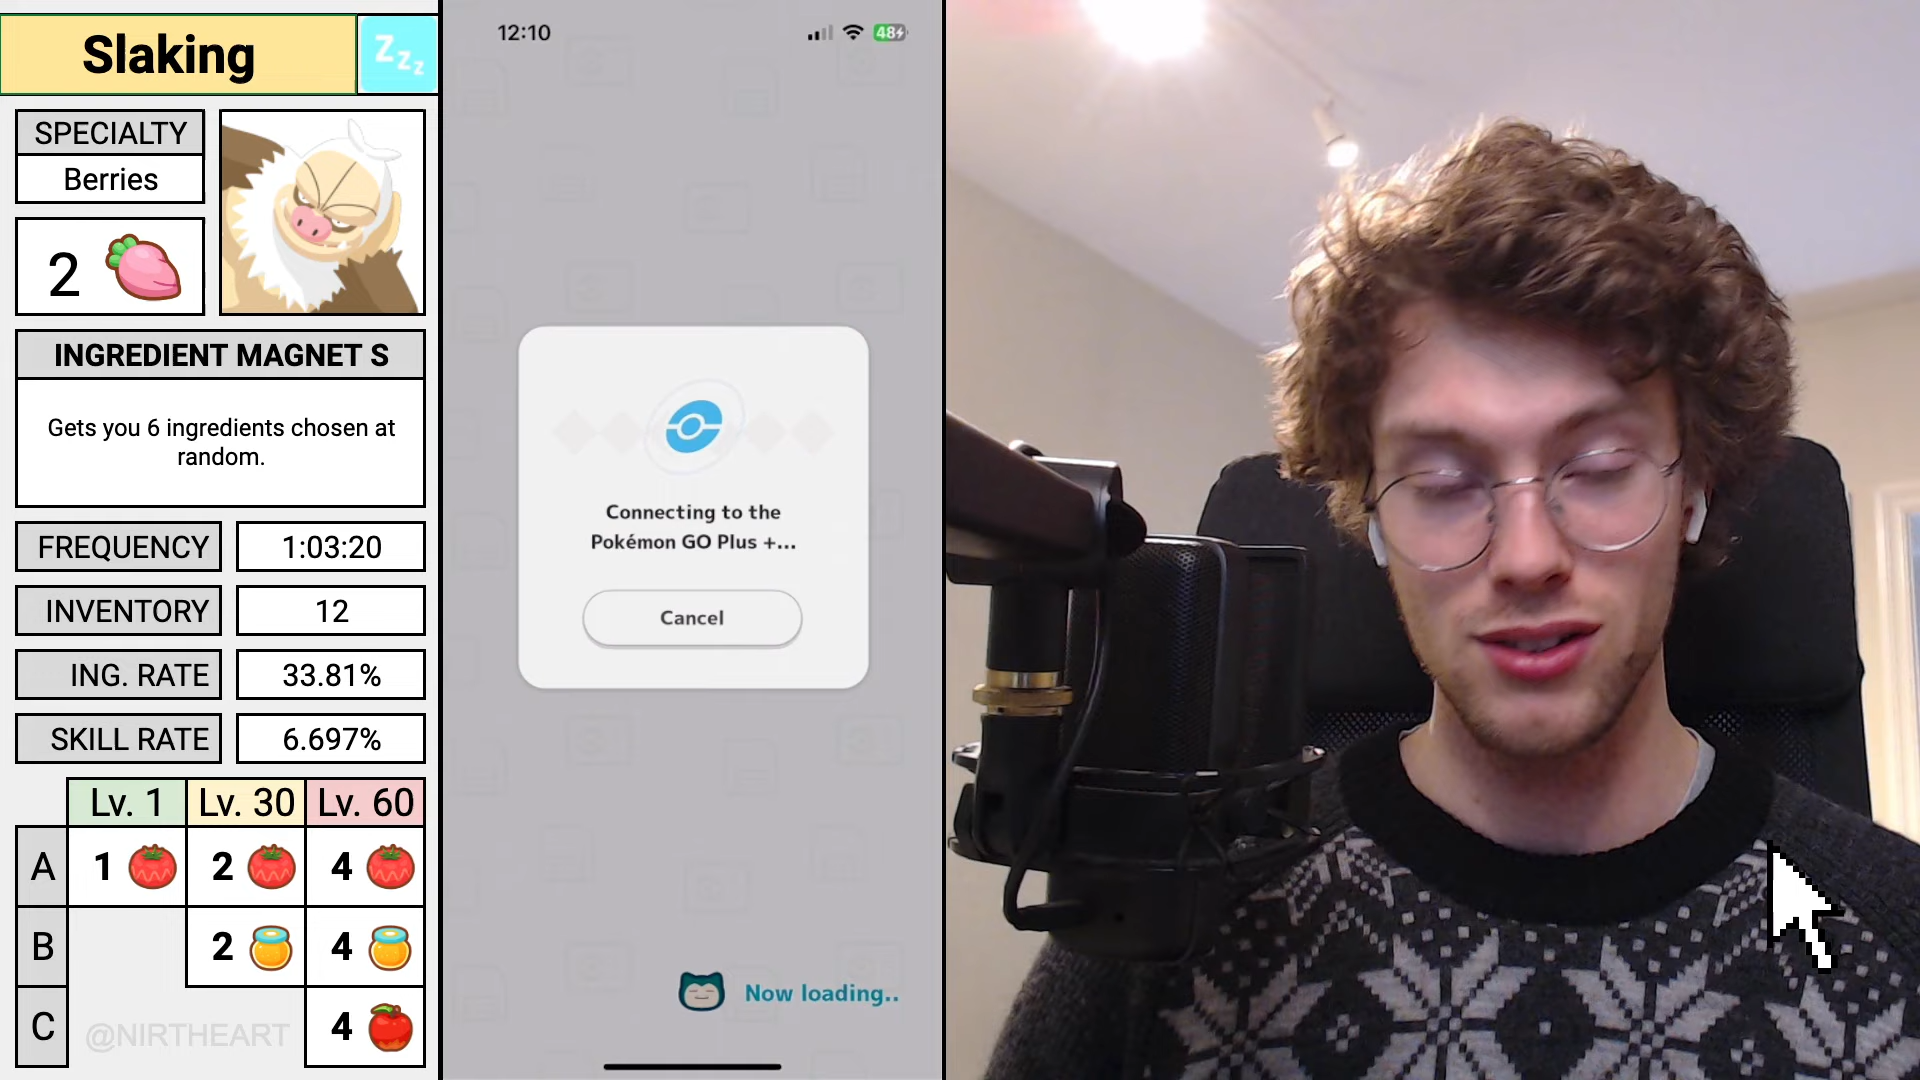 Slaking
Zzz
SPECIALTY
Berries
2
INGREDIENT MAGNET S
Gets you 6 ingredients chosen at
random.
FREQUENCY 1:03:20
INVENTORY 12
ING. RATE 33.81%
SKILL RATE 6.697%
Lv. 1 Lv. 30 Lv. 60
A 1 2 4
B 2 4
C 4
@NIRTHEART
12:10
48
Connecting to the
Pokémon GO Plus +...
Cancel
Now loading..